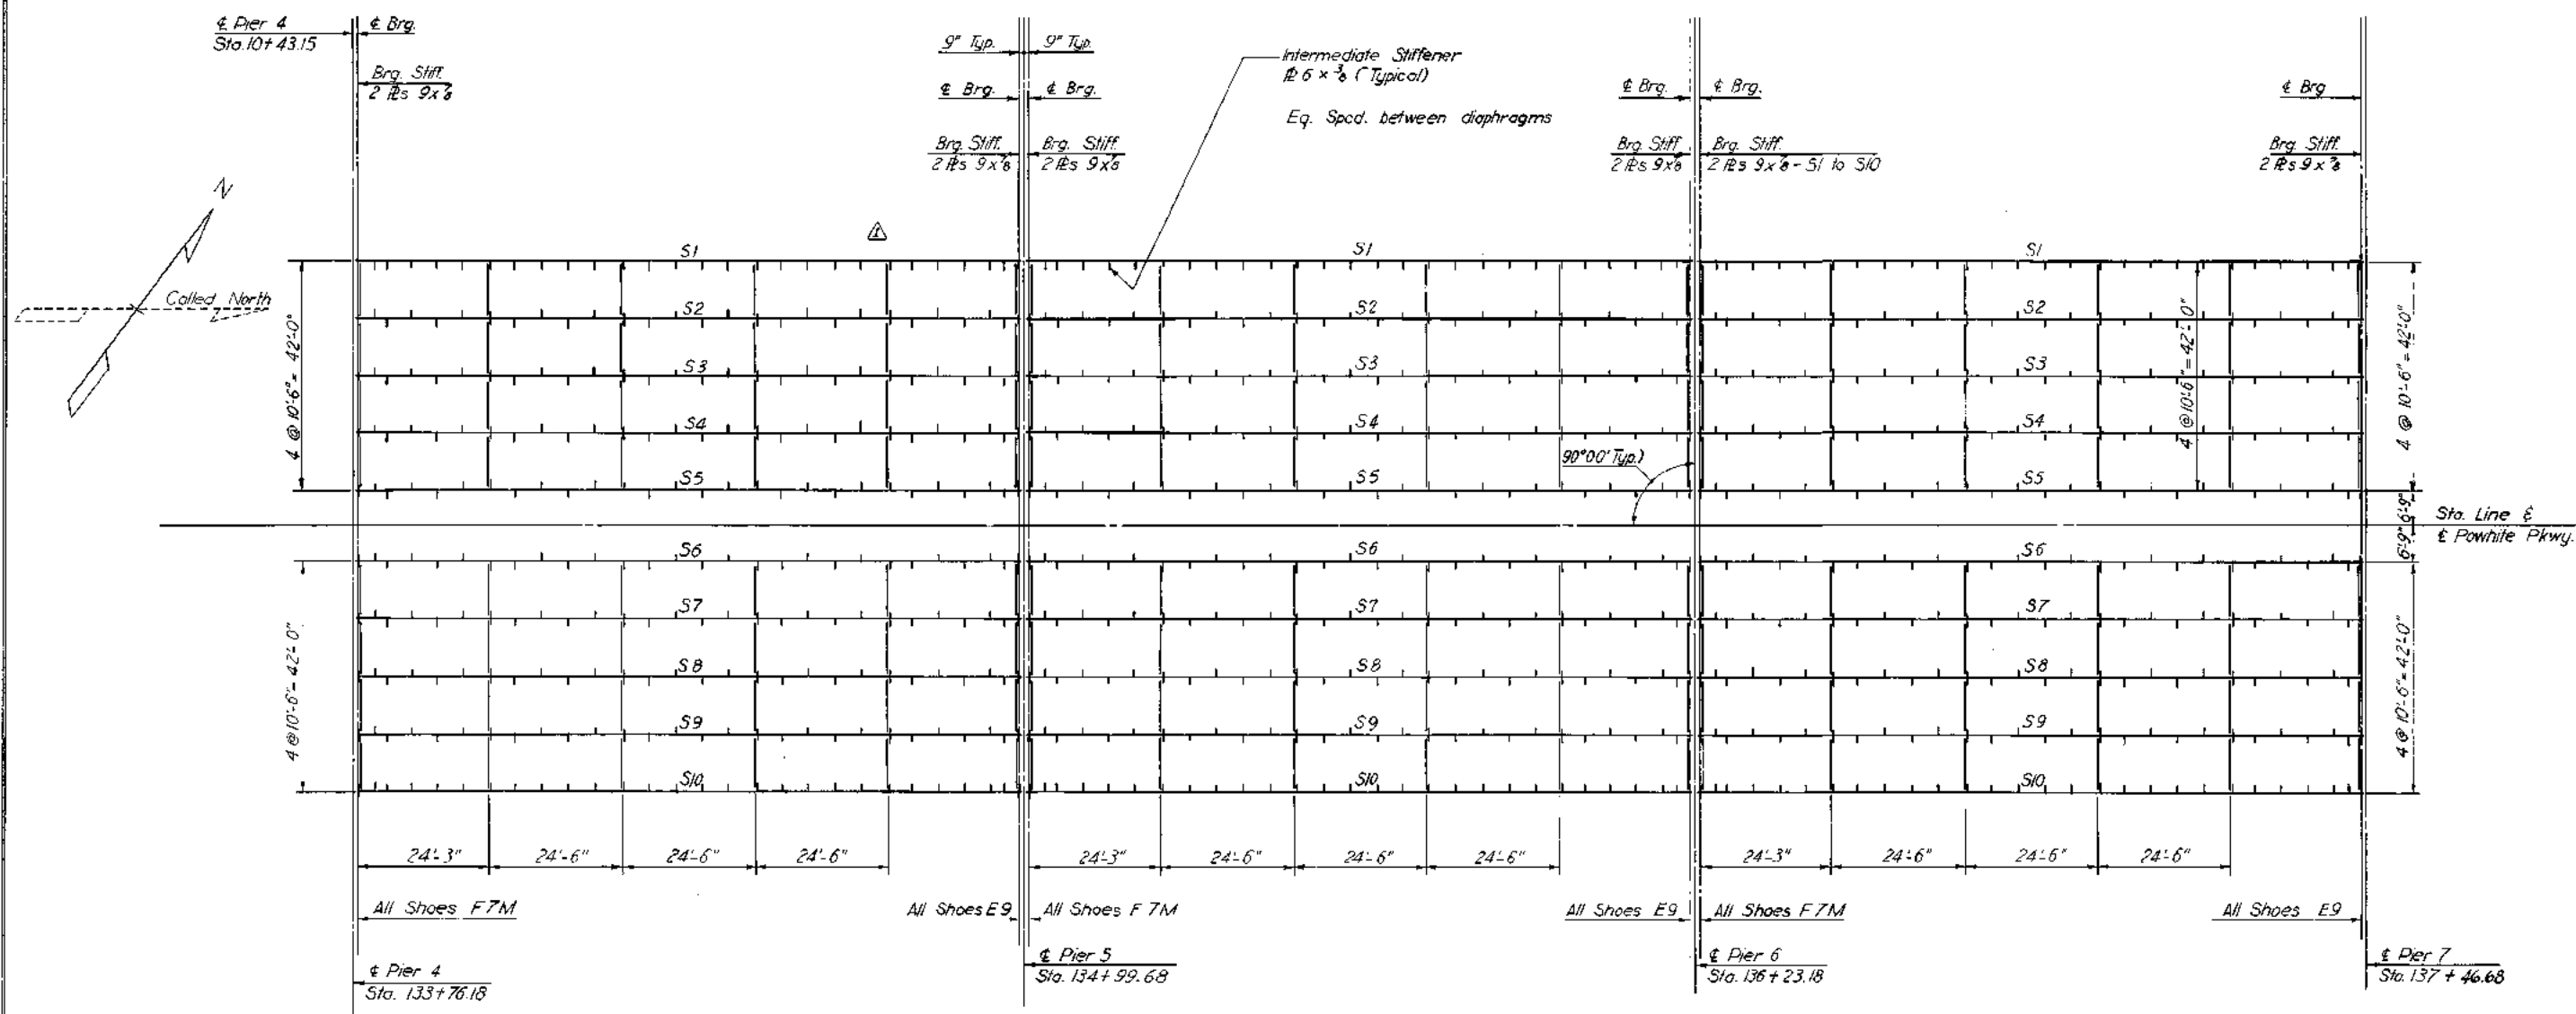 ℄ Pier 4
Sta. 10+43.15
℄ Brg.
Brg. Stiff.
2 ℞s 9x⅞
9" Typ.
9" Typ.
℄ Brg.
℄ Brg.
Brg. Stiff.
2 ℞s 9x⅞
Brg. Stiff.
2 ℞s 9x⅞
Intermediate Stiffener
℞ 6 x ⅜ (Typical)
Eq. Spcd. between diaphragms
℄ Brg.
℄ Brg.
Brg. Stiff.
2 ℞s 9x⅞
Brg. Stiff.
2 ℞s 9x⅞ - S1 to S10
℄ Brg
Brg. Stiff.
2 ℞s 9x⅞
N
Called North
1
S1
S1
S1
S2
S2
S2
S3
S3
S3
S4
S4
S4
S5
S5
S5
4 @ 10'-6" = 42'-0"
4 @ 10'-6" = 42'-0"
4 @ 10'-6" = 42'-0"
90°00' Typ.)
6'-9"
6'-9"
Sta. Line &
℄ Powhite Pkwy.
S6
S6
S6
S7
S7
S7
S8
S8
S8
S9
S9
S9
S10
S10
S10
4 @ 10'-6" = 42'-0"
4 @ 10'-6" = 42'-0"
24'-3"
24'-6"
24'-6"
24'-6"
24'-3"
24'-6"
24'-6"
24'-6"
24'-3"
24'-6"
24'-6"
24'-6"
All Shoes F7M
All Shoes E9
All Shoes F 7M
All Shoes E9
All Shoes F7M
All Shoes E9
℄ Pier 4
Sta. 133+76.18
℄ Pier 5
Sta. 134+99.68
℄ Pier 6
Sta. 136+23.18
℄ Pier 7
Sta. 137+46.68